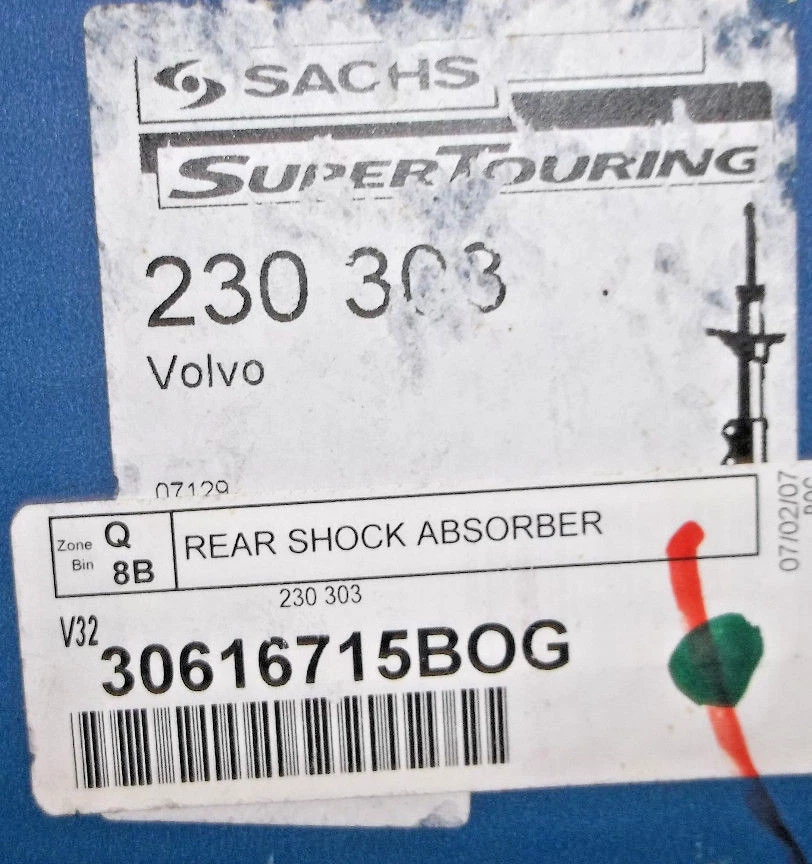 SACHS
SUPERTOURING
230 303
Volvo
07129
Zone Q
Bin 8B
REAR SHOCK ABSORBER
230 303
V32
30616715BOG
07/02/07